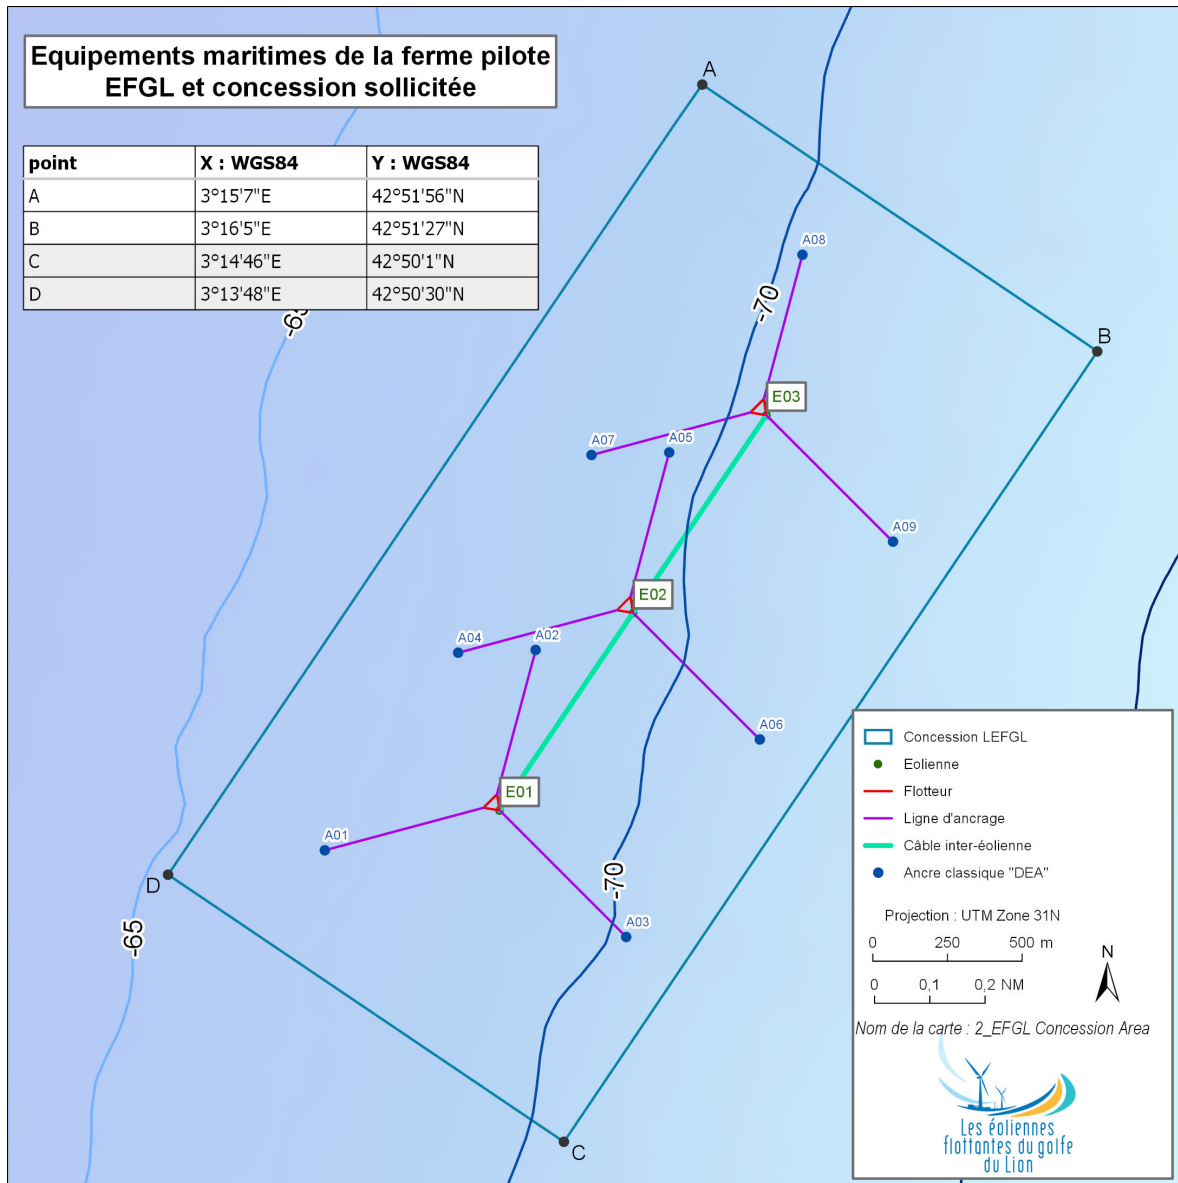 Equipements maritimes de la ferme pilote
EFGL et concession sollicitée
point X : WGS84 Y : WGS84
A 3°15'7"E 42°51'56"N
B 3°16'5"E 42°51'27"N
C 3°14'46"E 42°50'1"N
D 3°13'48"E 42°50'30"N
A
B
C
D
-65
-65
-70
-70
A08
E03
A07
A05
A09
E02
A04
A02
A06
E01
A01
A03
Concession LEFGL
Eolienne
Flotteur
Ligne d'ancrage
Câble inter-éolienne
Ancre classique "DEA"
Projection : UTM Zone 31N
0 250 500 m
0 0,1 0,2 NM
N
Nom de la carte : 2_EFGL Concession Area
Les éoliennes
flottantes du golfe
du Lion